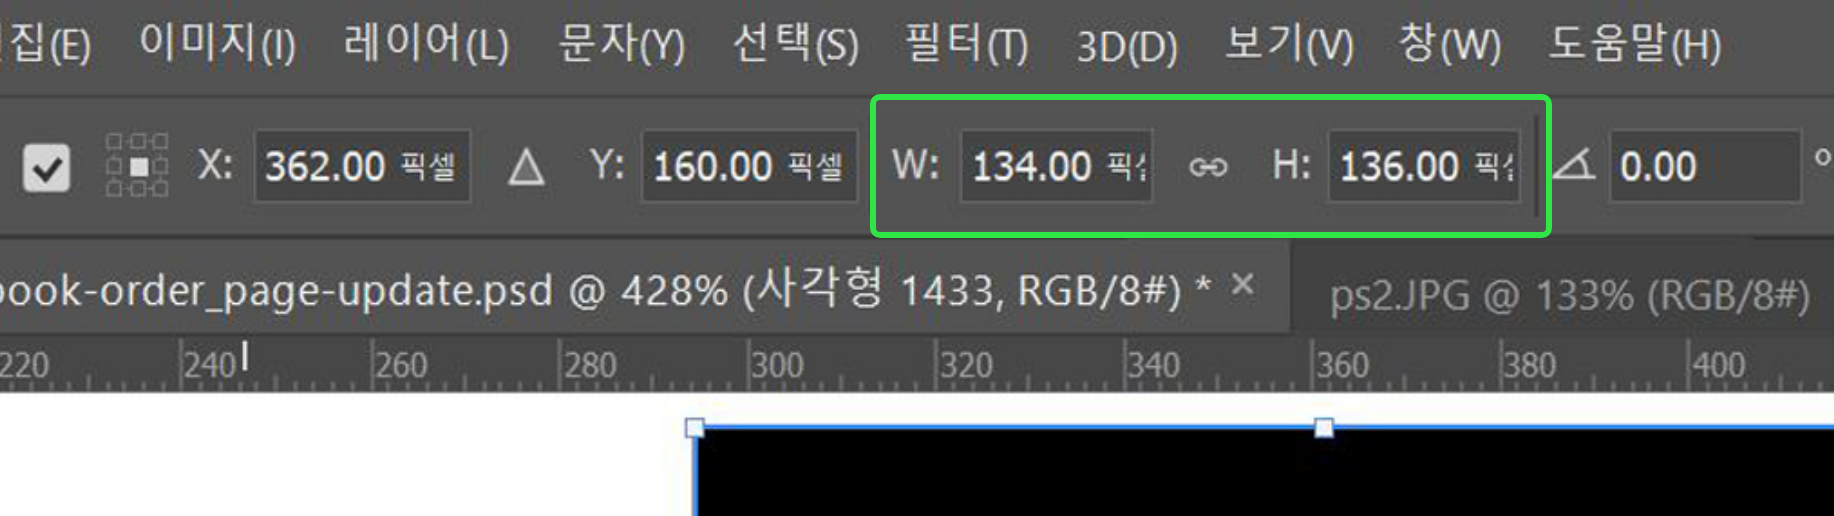 집(E) 이미지(I) 레이어(L) 문자(Y) 선택(S) 필터(T) 3D(D) 보기(V) 창(W) 도움말(H)
X: 362.00 픽셀 Y: 160.00 픽셀 W: 134.00 픽 H: 136.00 픽 0.00 °
ook-order_page-update.psd @ 428% (사각형 1433, RGB/8#) * × ps2.JPG @ 133% (RGB/8#)
220 240 260 280 300 320 340 360 380 400